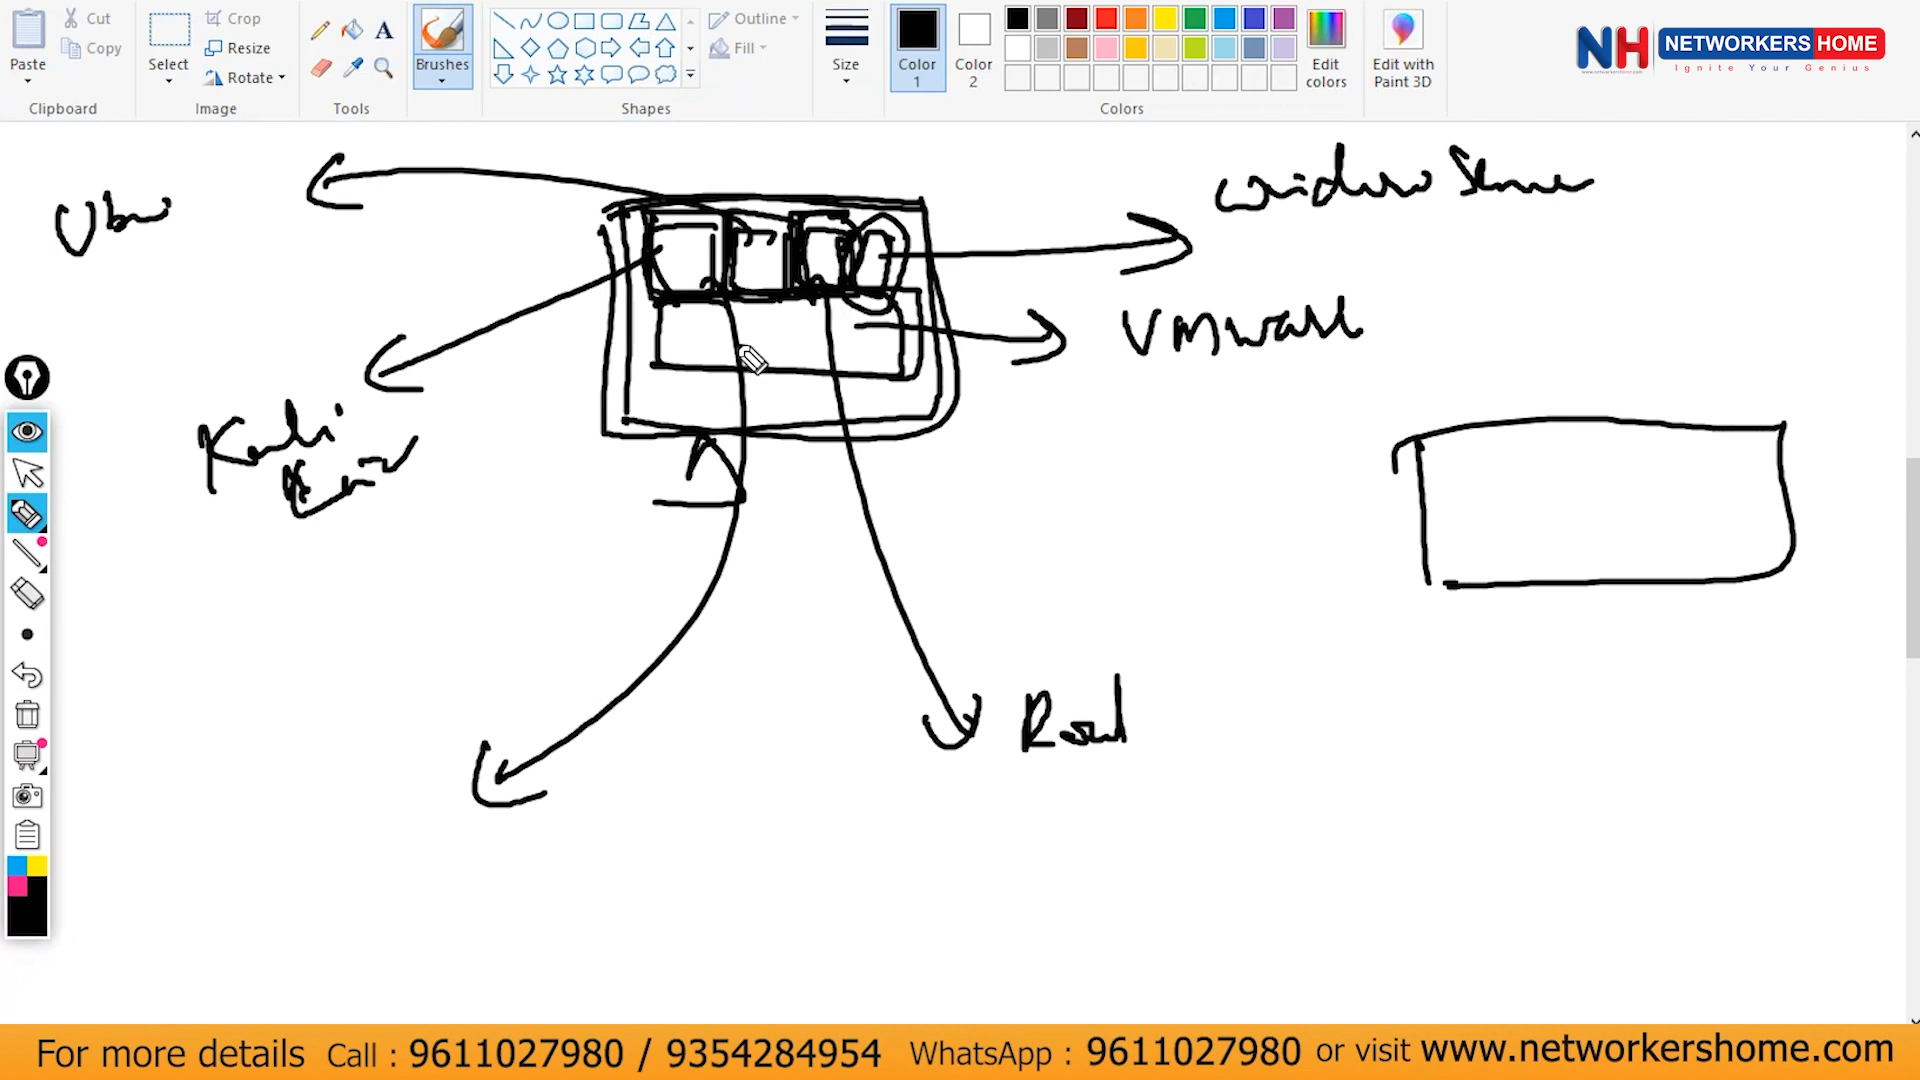 Cut
Copy
Paste
Clipboard
Crop
Resize
Rotate
Select
Image
Tools
Brushes
Shapes
Outline
Fill
Size
Color
1
Color
2
Colors
Edit
colors
Edit with
Paint 3D
NH NETWORKERS HOME
Ignite Your Genius
VMware
Kali
For more details Call : 9611027980 / 9354284954 WhatsApp : 9611027980 or visit www.networkershome.com